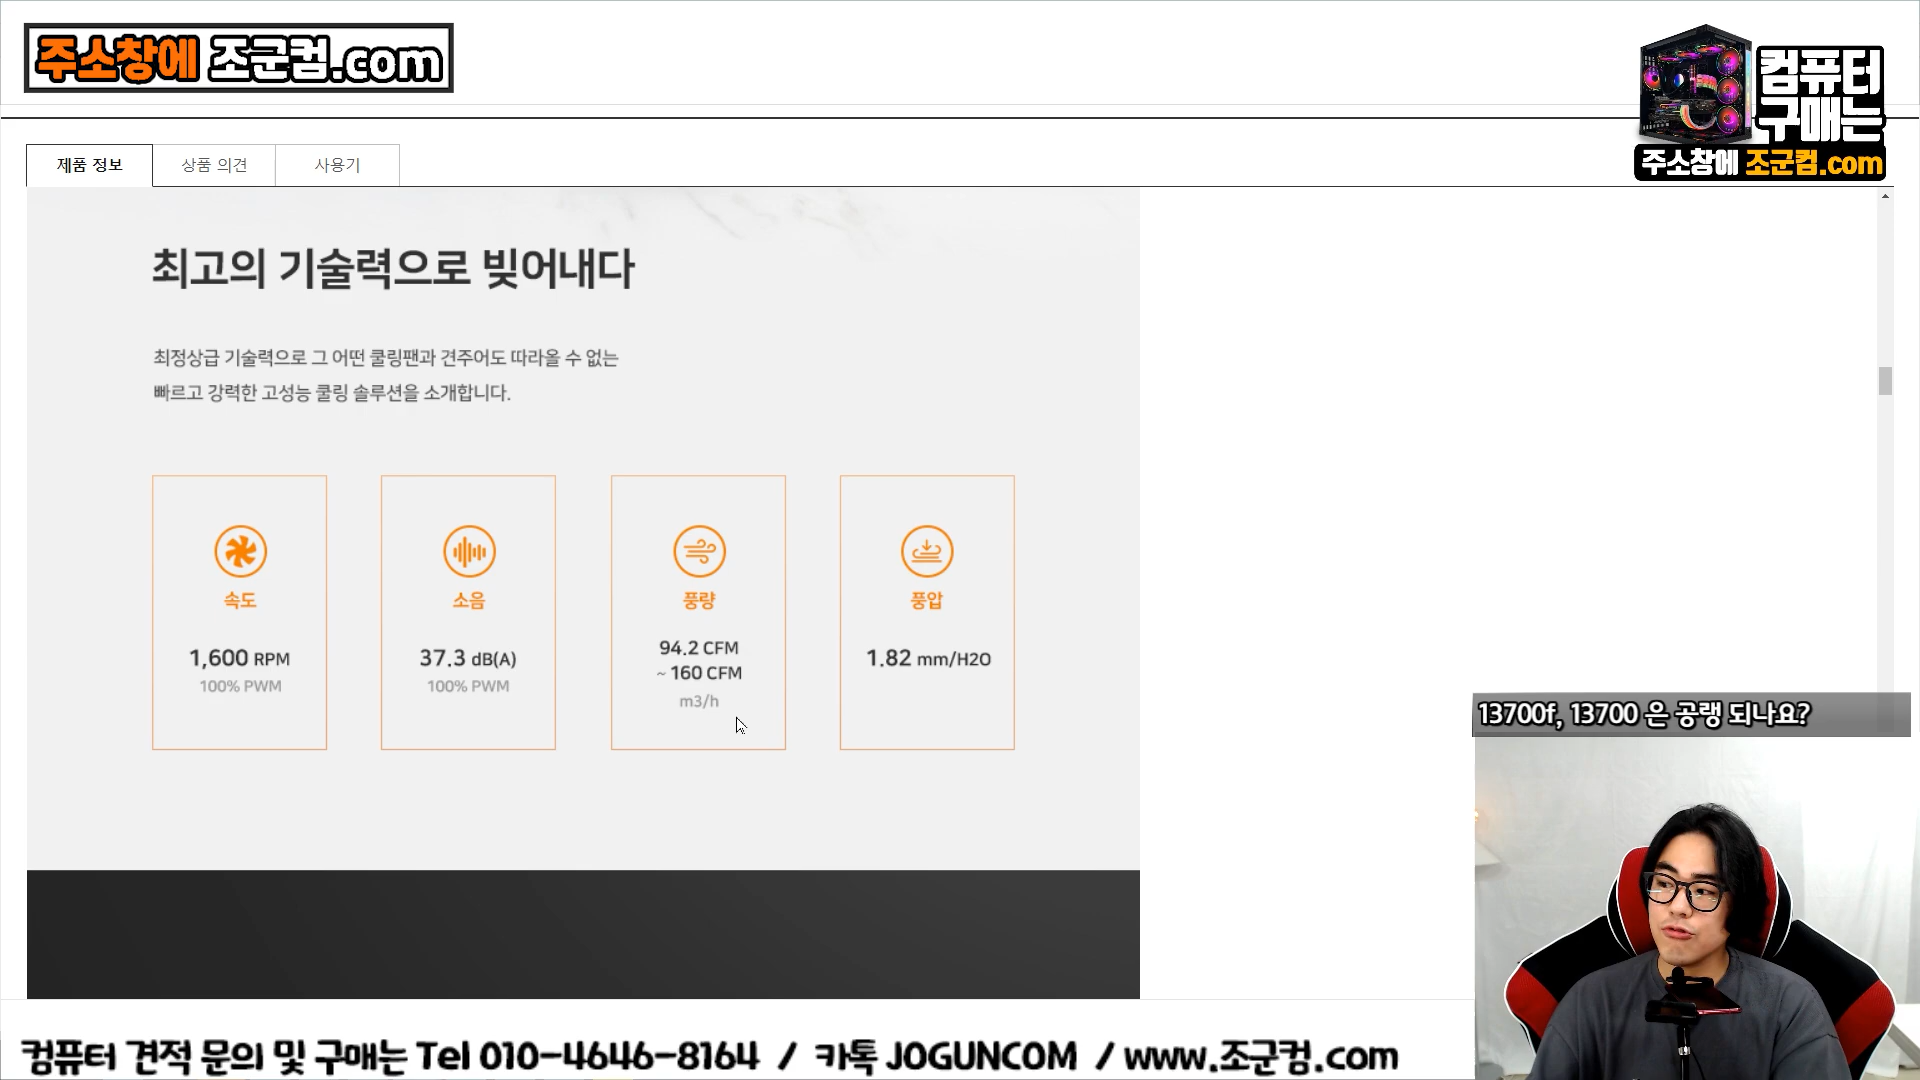 주소창에 조군컴.com
컴퓨터
구매는
주소창에 조군컴.com
제품 정보
상품 의견
사용기
최고의 기술력으로 빚어내다
최정상급 기술력으로 그 어떤 쿨링팬과 견주어도 따라올 수 없는
빠르고 강력한 고성능 쿨링 솔루션을 소개합니다.
속도
1,600 RPM
100% PWM
소음
37.3 dB(A)
100% PWM
풍량
94.2 CFM
~ 160 CFM
m3/h
풍압
1.82 mm/H2O
13700f, 13700 은 공랭 되나요?
컴퓨터 견적 문의 및 구매는 Tel 010-4646-8164 / 카톡 JOGUNCOM / www.조군컴.com